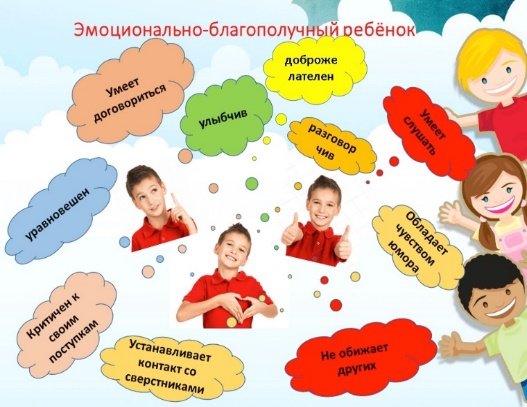 Эмоционально-благополучный ребёнок
Умеет
договориться
улыбчив
доброже
лателен
разговор
чив
Умеет
слушать
уравновешен
Обладает
чувством
юмора
Критичен к
своим
поступкам
Устанавливает
контакт со
сверстниками
Не обижает
других